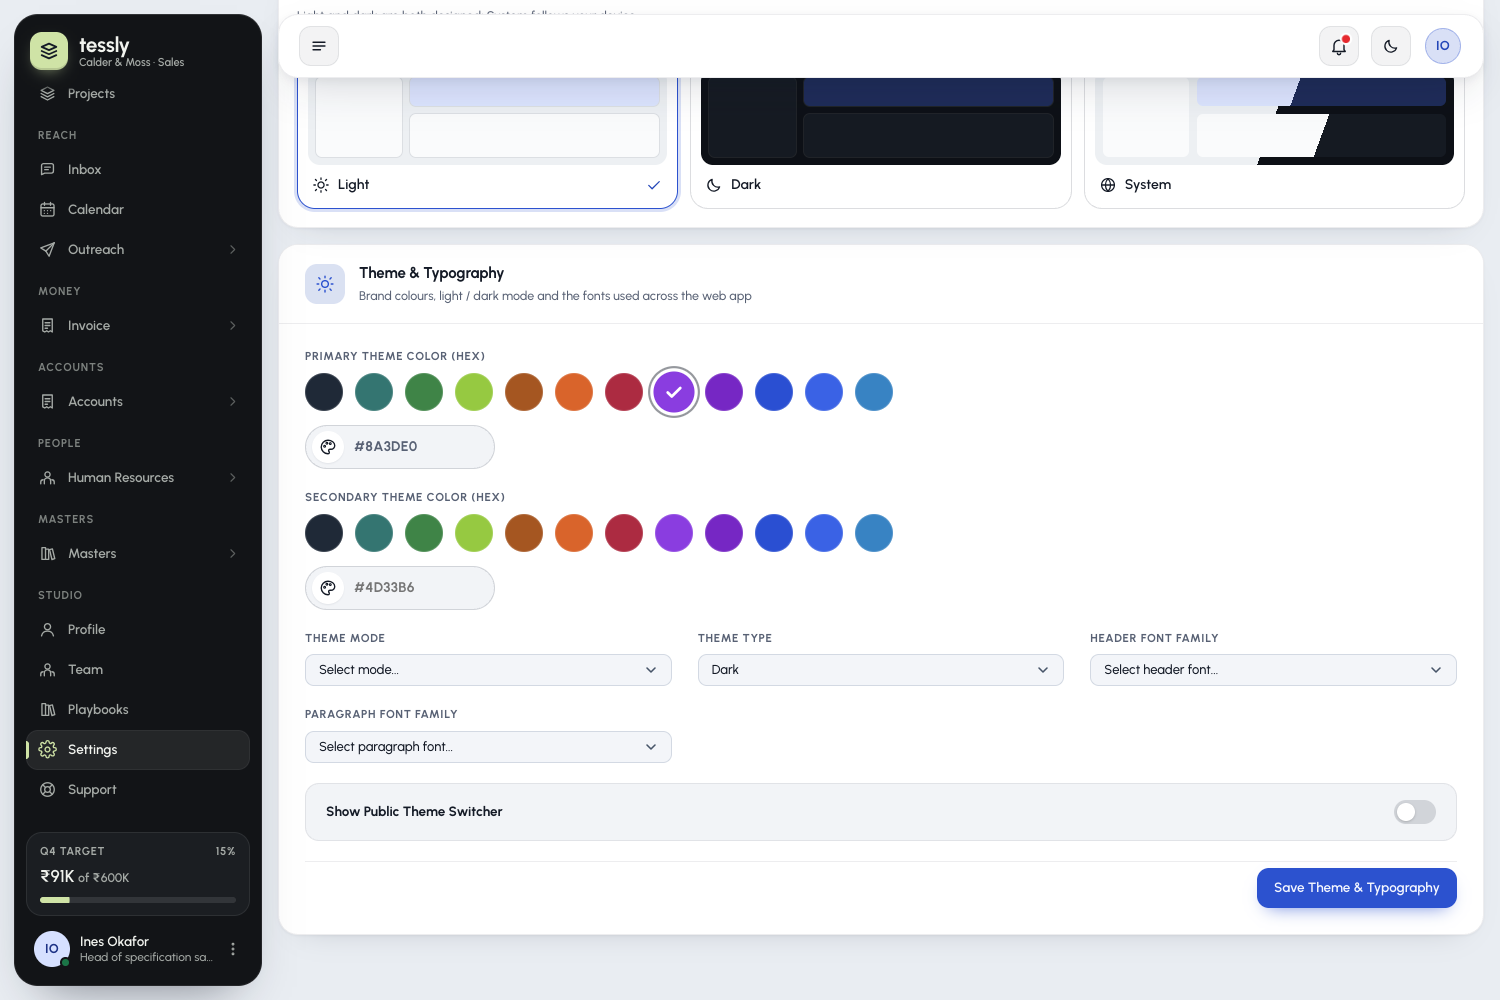 tessly
Calder & Moss · Sales
Projects
REACH
Inbox
Calendar
Outreach
MONEY
Invoice
ACCOUNTS
Accounts
PEOPLE
Human Resources
MASTERS
Masters
STUDIO
Profile
Team
Playbooks
Settings
Support
Q4 TARGET 15%
₹91K of ₹600K
IO
Ines Okafor
Head of specification sa...
IO
Light
Dark
System
Theme & Typography
Brand colours, light / dark mode and the fonts used across the web app
PRIMARY THEME COLOR (HEX)
#8A3DE0
SECONDARY THEME COLOR (HEX)
#4D33B6
THEME MODE
Select mode...
THEME TYPE
Dark
HEADER FONT FAMILY
Select header font...
PARAGRAPH FONT FAMILY
Select paragraph font...
Show Public Theme Switcher
Save Theme & Typography